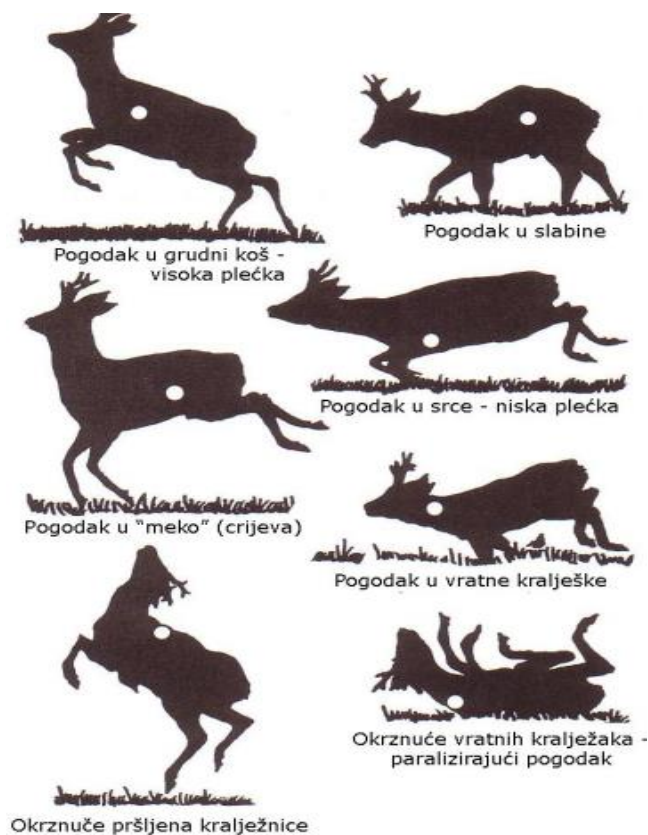 Pogodak u grudni koš -
visoka plećka
Pogodak u slabine
Pogodak u srce - niska plećka
Pogodak u "meko" (crijeva)
Pogodak u vratne kralješke
Okrznuće vratnih kralježaka -
paralizirajući pogodak
Okrznuče pršljena kralježnice